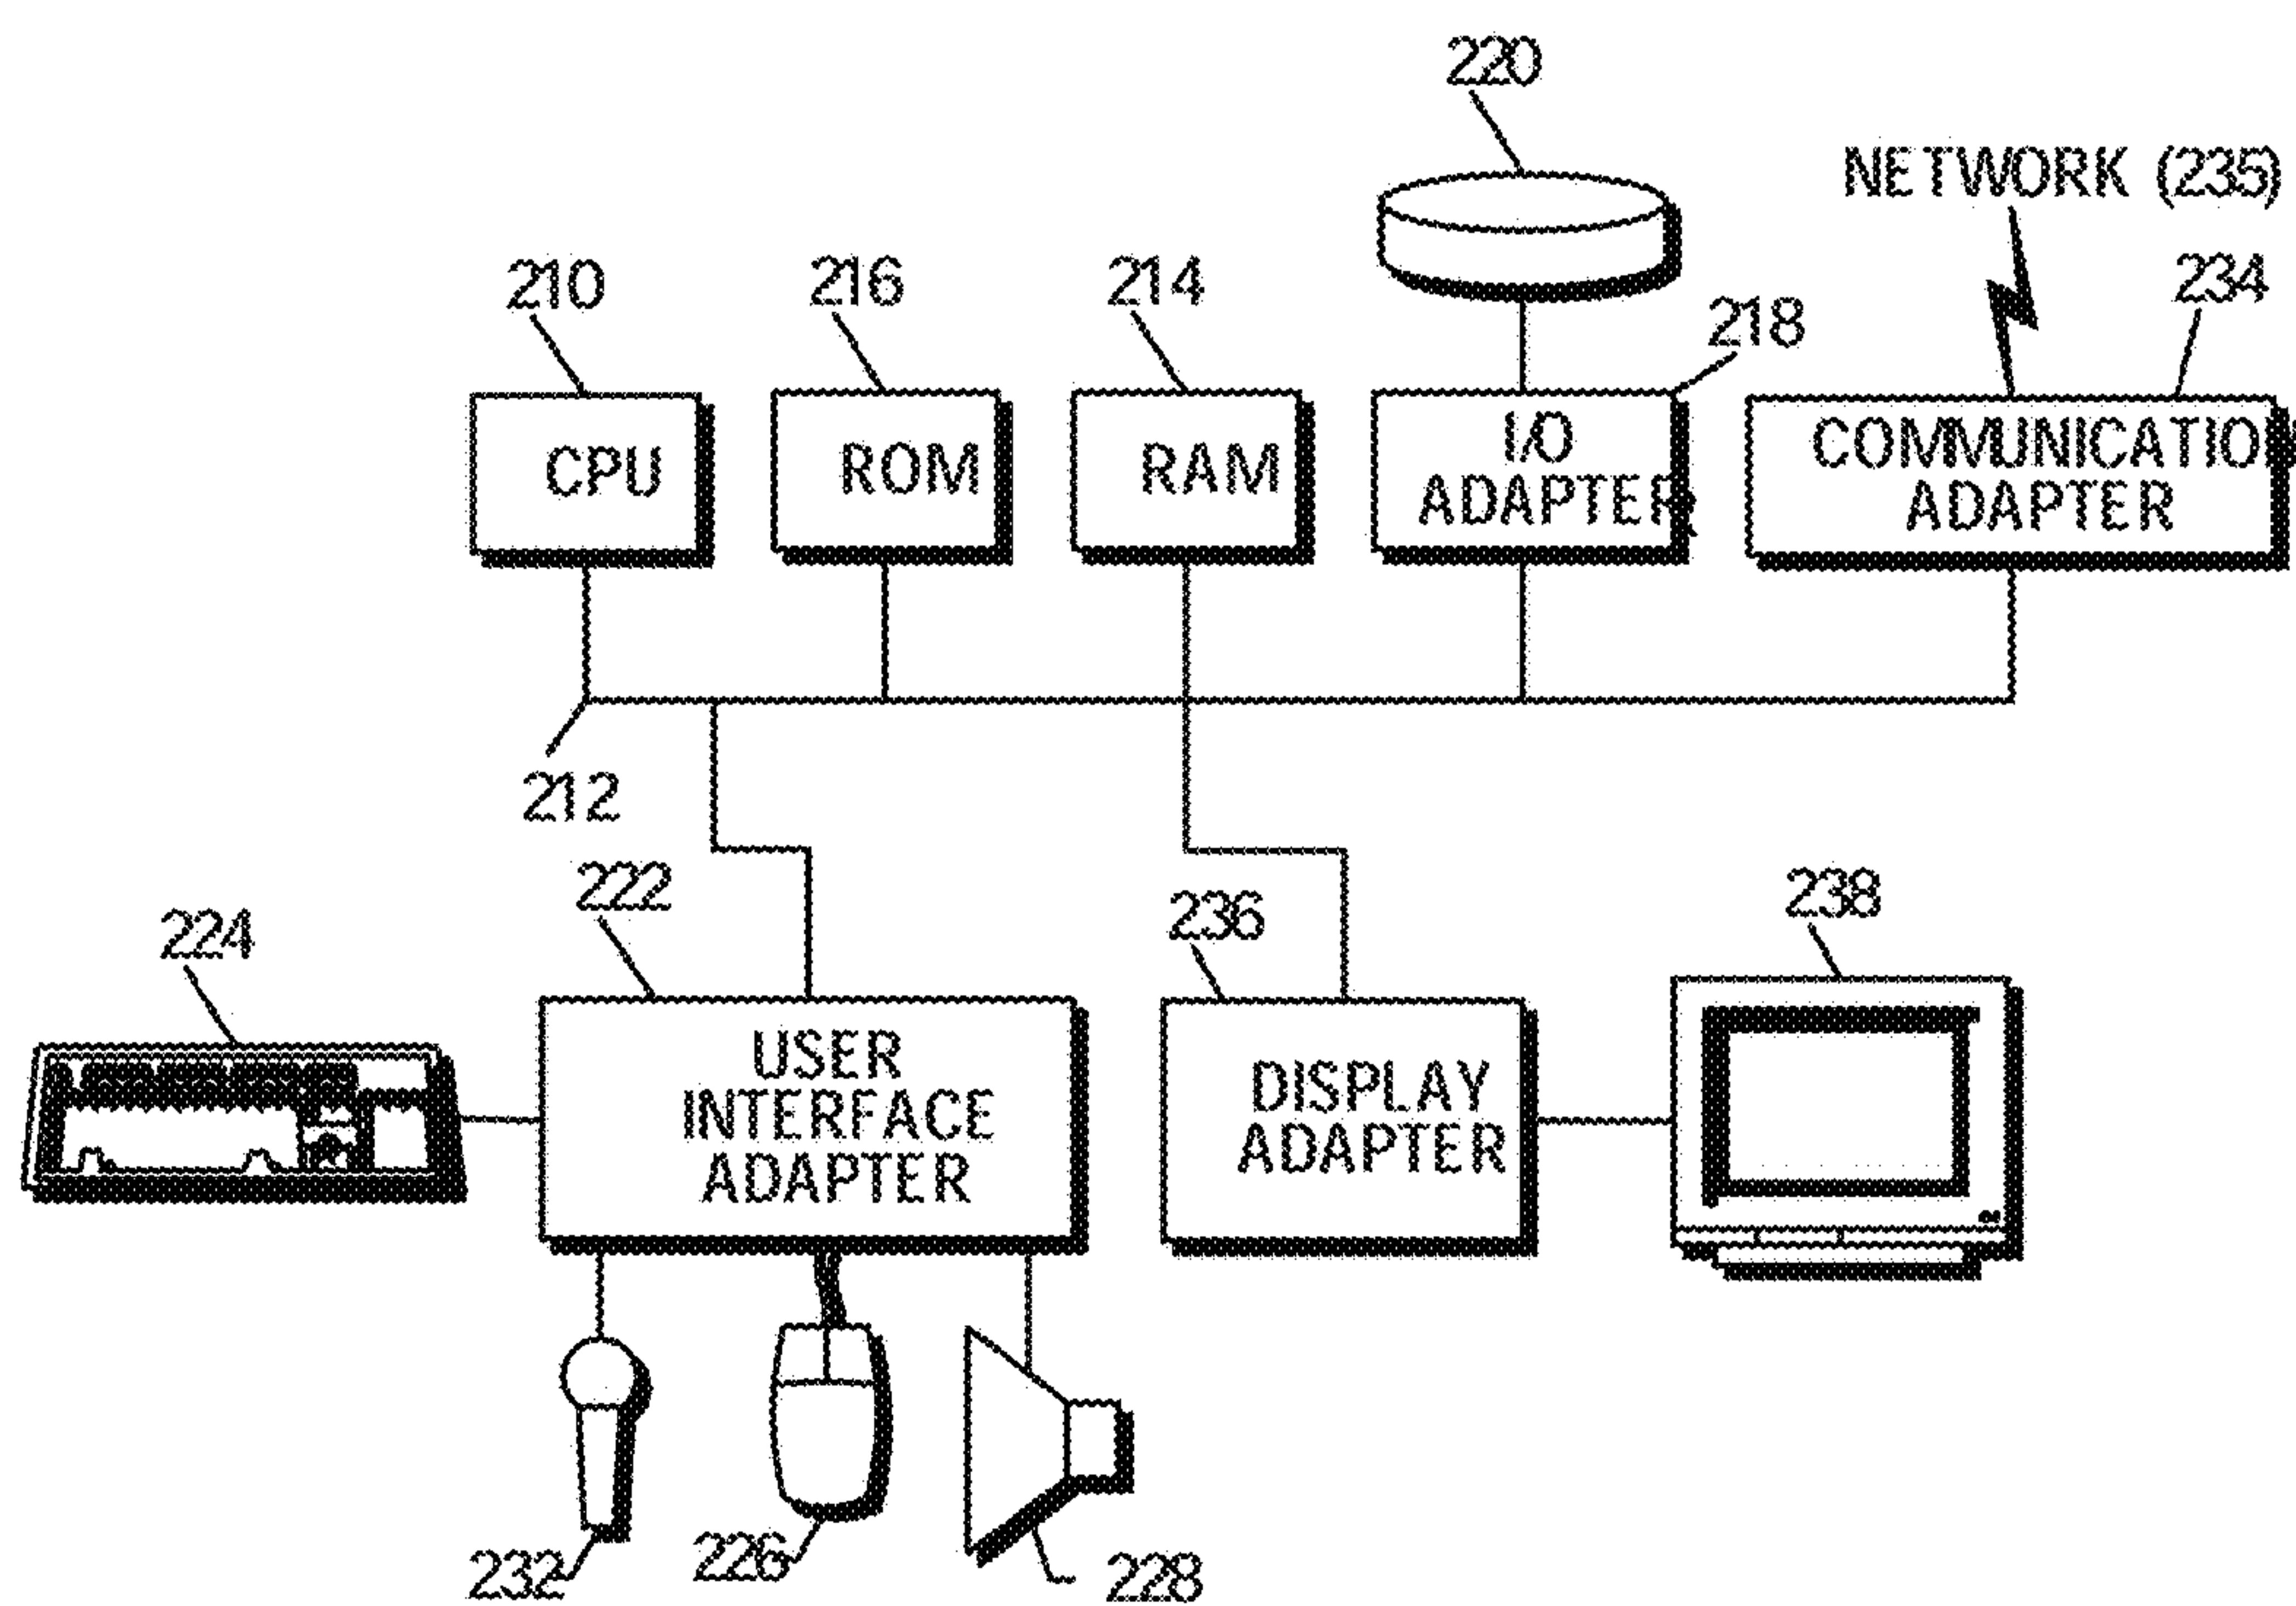 220
NETWORK (235)
210
216
214
218
234
CPU
ROM
RAM
I/O
ADAPTER
COMMUNICATION
ADAPTER
212
222
224
236
238
USER
INTERFACE
ADAPTER
DISPLAY
ADAPTER
232
226
228